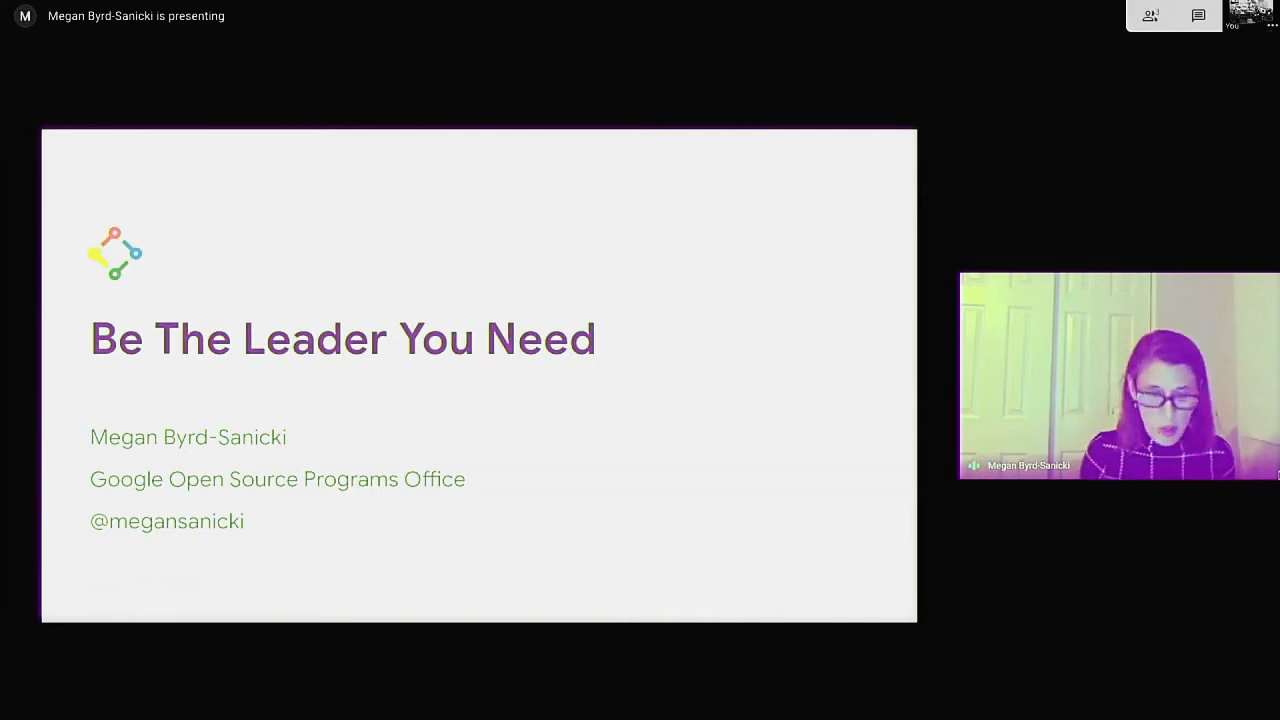 M Megan Byrd-Sanicki is presenting
You
Be The Leader You Need
Megan Byrd-Sanicki
Google Open Source Programs Office
@megansanicki
Megan Byrd-Sanicki